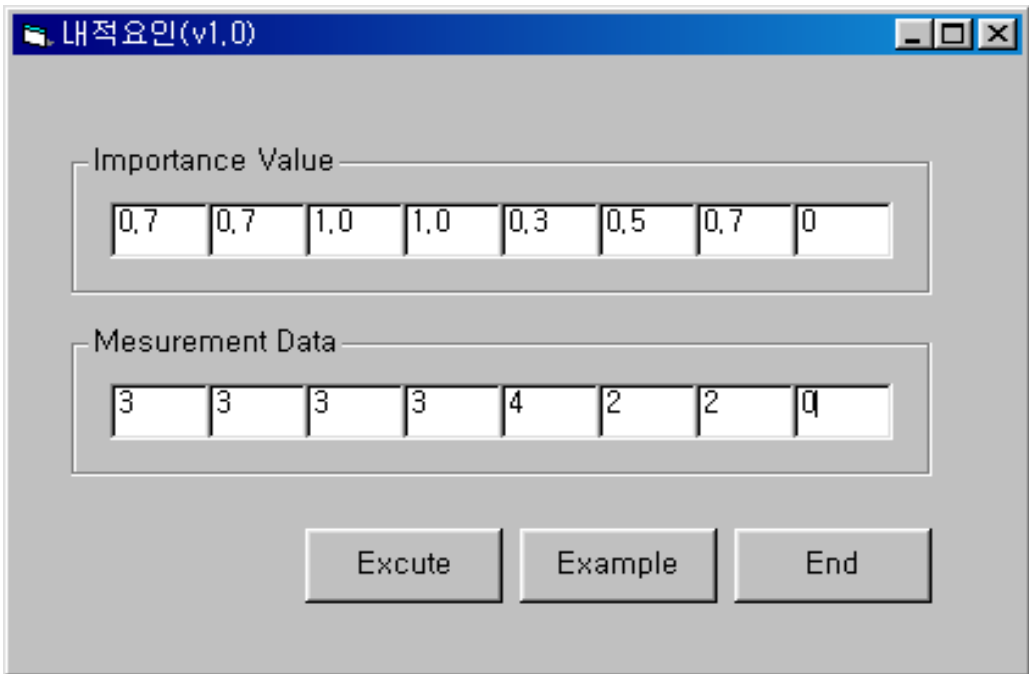 내적요인(v1.0)
Importance Value
0.7 0.7 1.0 1.0 0.3 0.5 0.7 0
Mesurement Data
3 3 3 3 4 2 2 0
Excute Example End